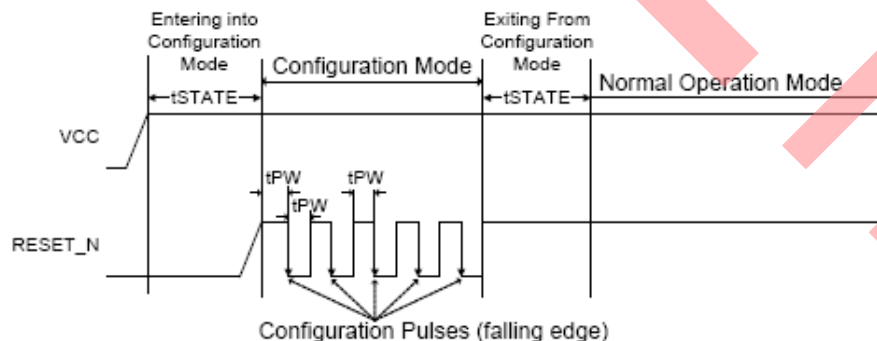 Entering into
Configuration
Mode
Configuration Mode
Exiting From
Configuration
Mode
Normal Operation Mode
tSTATE
tSTATE
VCC
tPW
tPW
tPW
RESET_N
Configuration Pulses (falling edge)